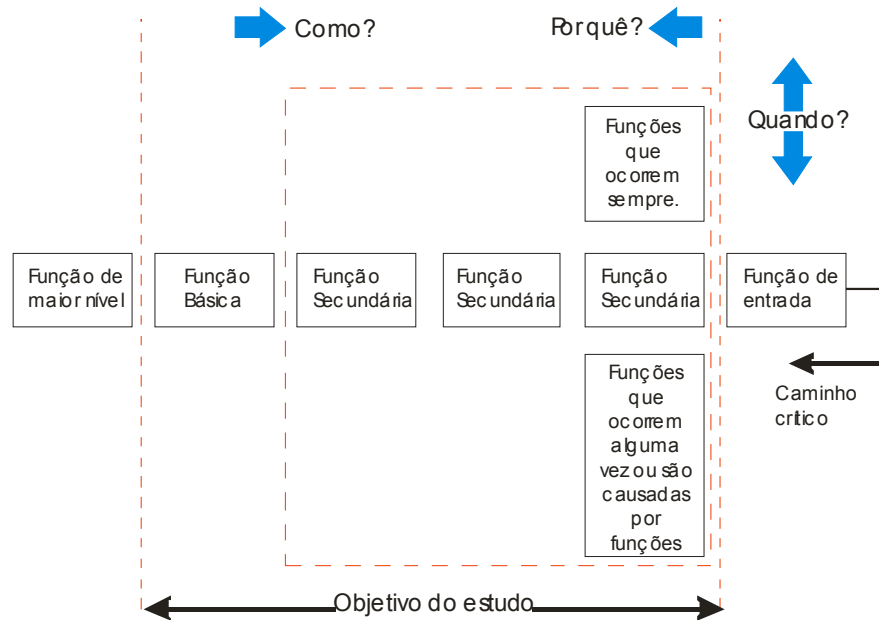 Como?
Porquê?
Quando?
Funções
que
ocorrem
sempre.
Função de
maior nível
Função
Básica
Função
Secundária
Função
Secundária
Função
Secundária
Função de
entrada
Funções
que
ocorrem
alguma
vez ou são
causadas
por
funções
Caminho
crítico
Objetivo do estudo